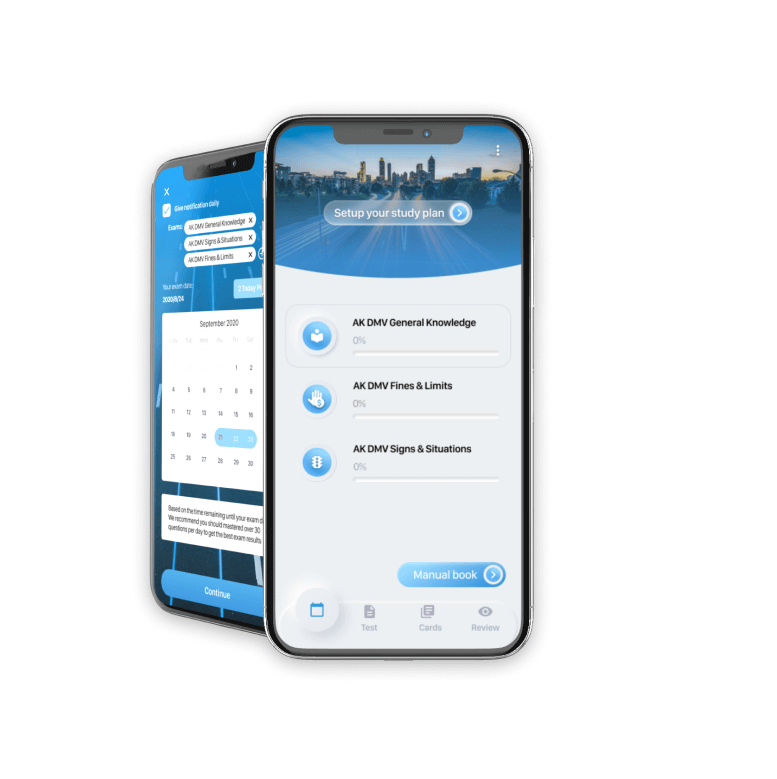 X
Give notification daily
Exams:
AK DMV General Knowledge X
AK DMV Signs & Situations X
AK DMV Fines & Limits X
Your exam date:
2020/9/24
2 Today
September 2020
Fri Sat
1 2
4 5 6 7 8 9
11 12 13 14 15 16
18 19 20 21 22 23
25 26 27 28 29 30
Based on the time remaining until your exam
We recommend you should mastered over 30
questions per day to get the best exam results.
Continue
Setup your study plan
AK DMV General Knowledge
0%
AK DMV Fines & Limits
0%
AK DMV Signs & Situations
0%
Manual book
Test
Cards
Review